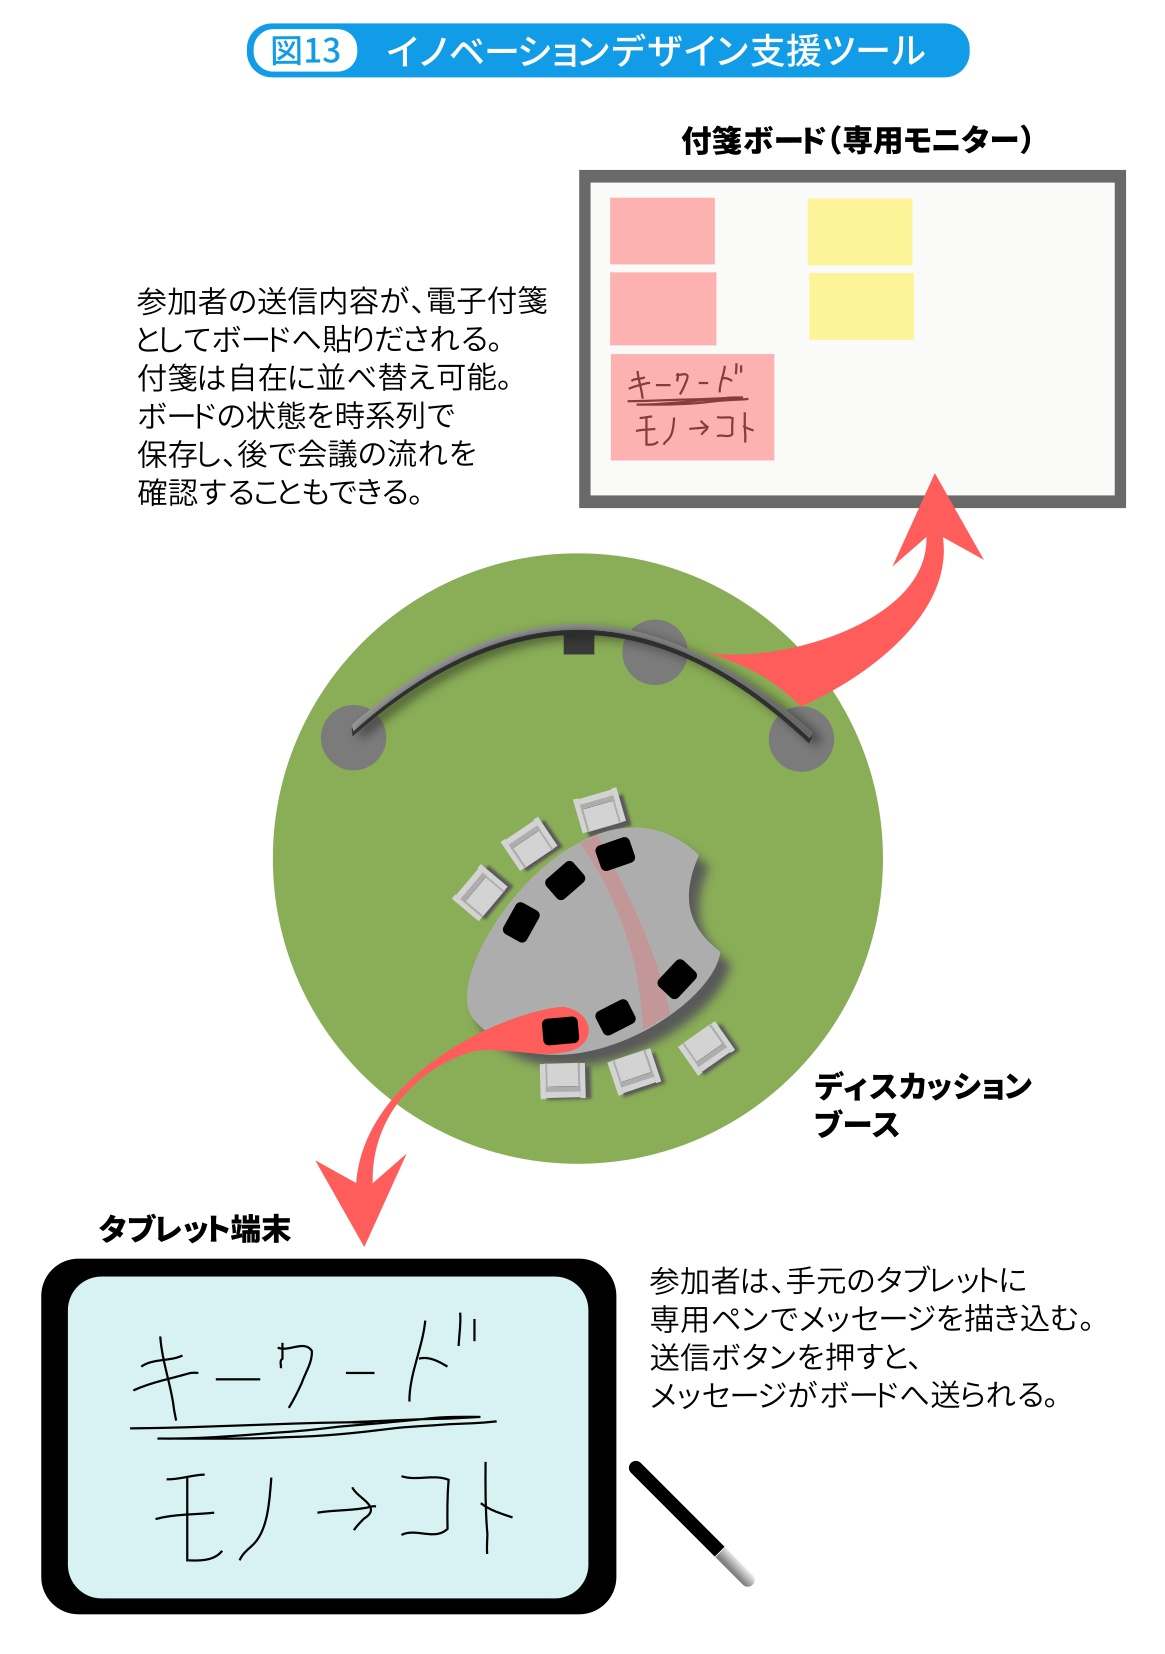 図13 イノベーションデザイン支援ツール
付箋ボード（専用モニター）
キーワード
モノ→コト
参加者の送信内容が、電子付箋
としてボードへ貼りだされる。
付箋は自在に並べ替え可能。
ボードの状態を時系列で
保存し、後で会議の流れを
確認することもできる。
ディスカッション
ブース
タブレット端末
キーワード
モノ→コト
参加者は、手元のタブレットに
専用ペンでメッセージを描き込む。
送信ボタンを押すと、
メッセージがボードへ送られる。